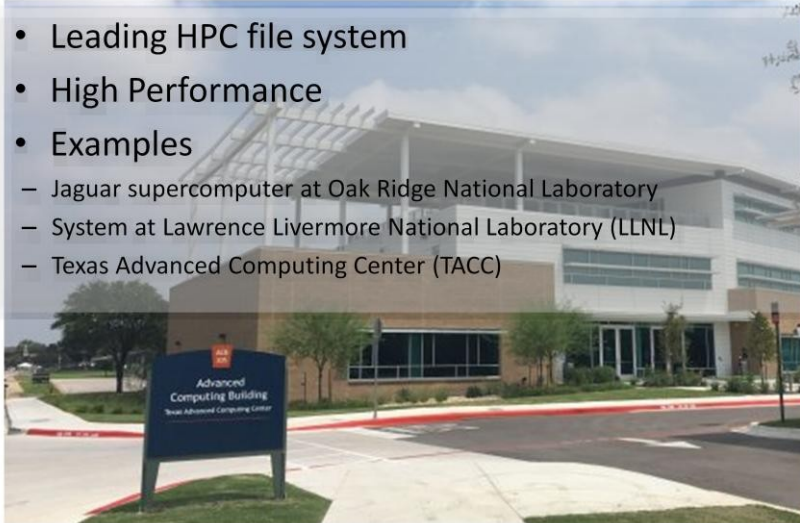 • Leading HPC file system
• High Performance
• Examples
– Jaguar supercomputer at Oak Ridge National Laboratory
– System at Lawrence Livermore National Laboratory (LLNL)
– Texas Advanced Computing Center (TACC)
Advanced
Computing Building
Texas Advanced Computing Center